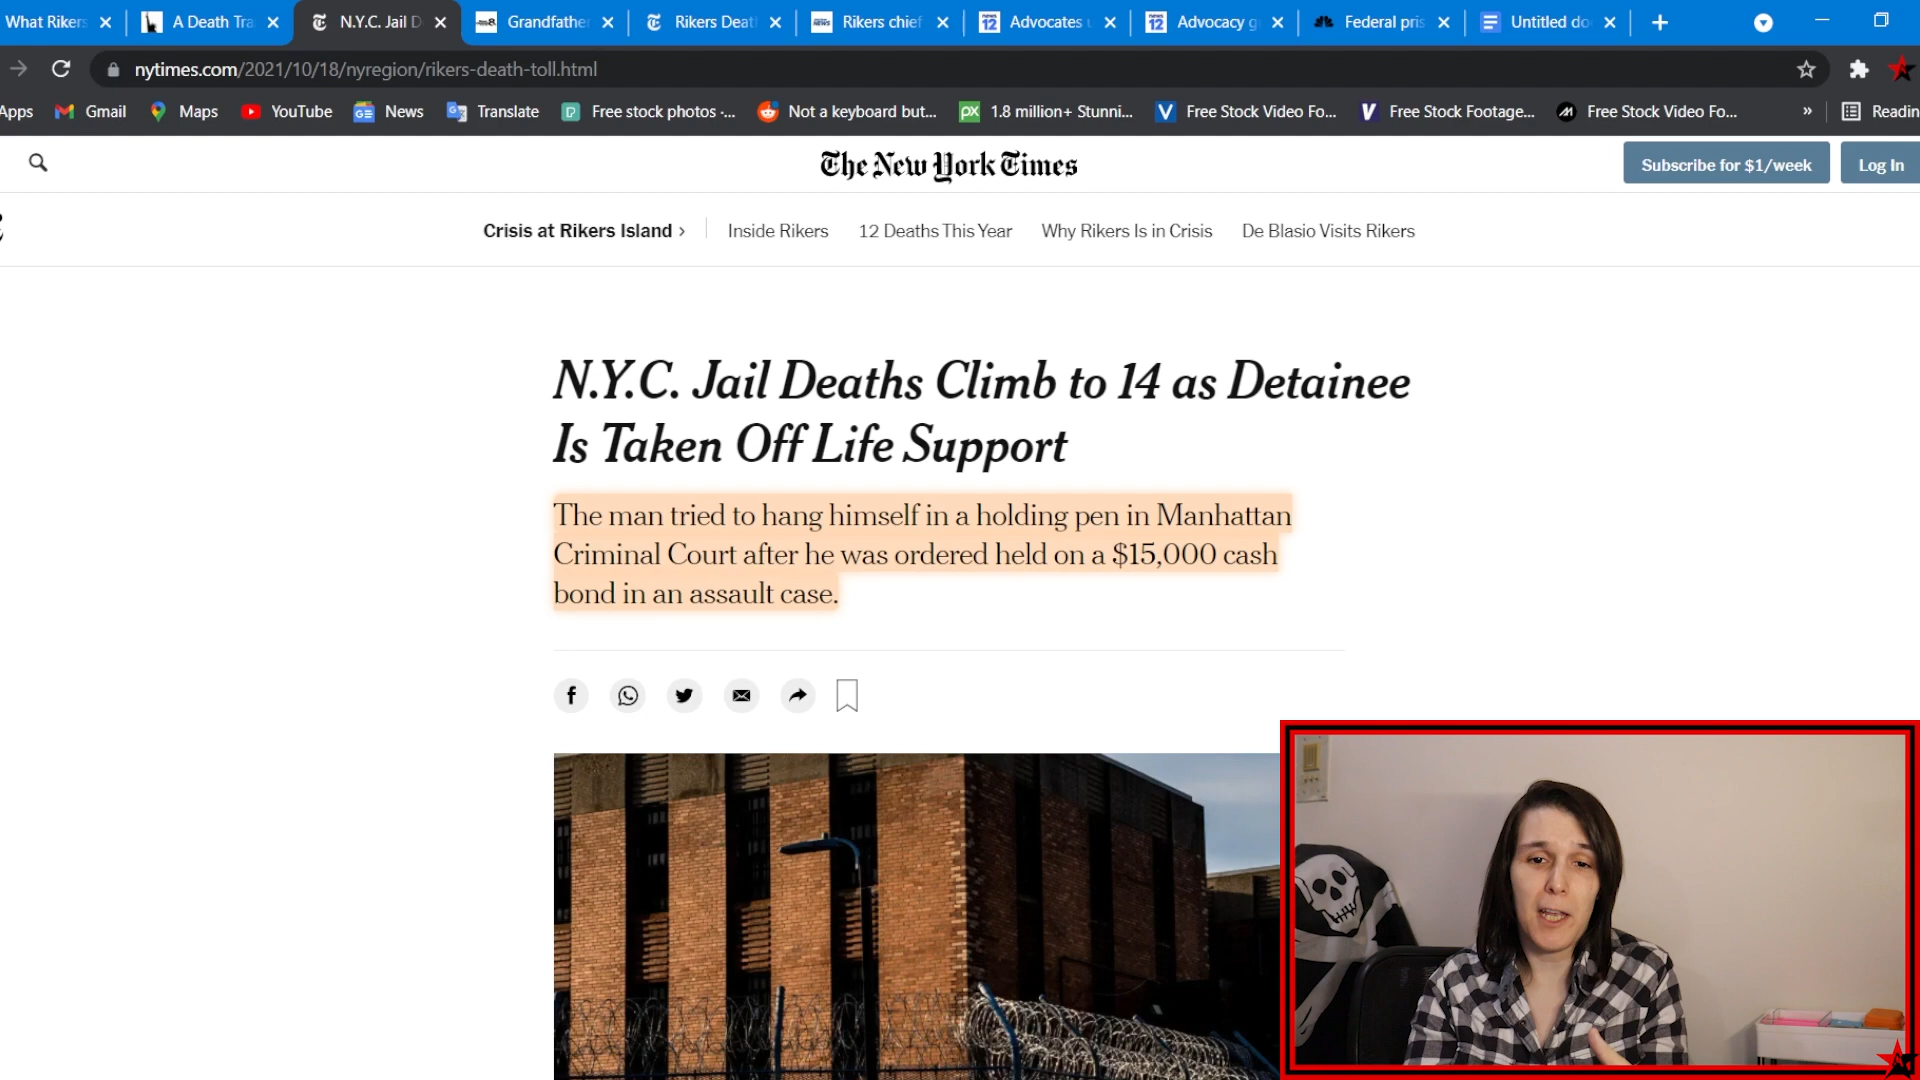 What Rikers
A Death Tra
N.Y.C. Jail D
Grandfather
Rikers Deat
Rikers chief
NEWS 12
Advocates u
NEWS 12
Advocacy g
Federal pris
Untitled do
nytimes.com/2021/10/18/nyregion/rikers-death-toll.html
Apps
Gmail
Maps
YouTube
News
Translate
Free stock photos ·...
Not a keyboard but...
1.8 million+ Stunni...
Free Stock Video Fo...
Free Stock Footage...
Free Stock Video Fo...
»
Readin
The New York Times
Subscribe for $1/week
Log In
Crisis at Rikers Island ›
Inside Rikers
12 Deaths This Year
Why Rikers Is in Crisis
De Blasio Visits Rikers
N.Y.C. Jail Deaths Climb to 14 as Detainee
Is Taken Off Life Support
The man tried to hang himself in a holding pen in Manhattan
Criminal Court after he was ordered held on a $15,000 cash
bond in an assault case.